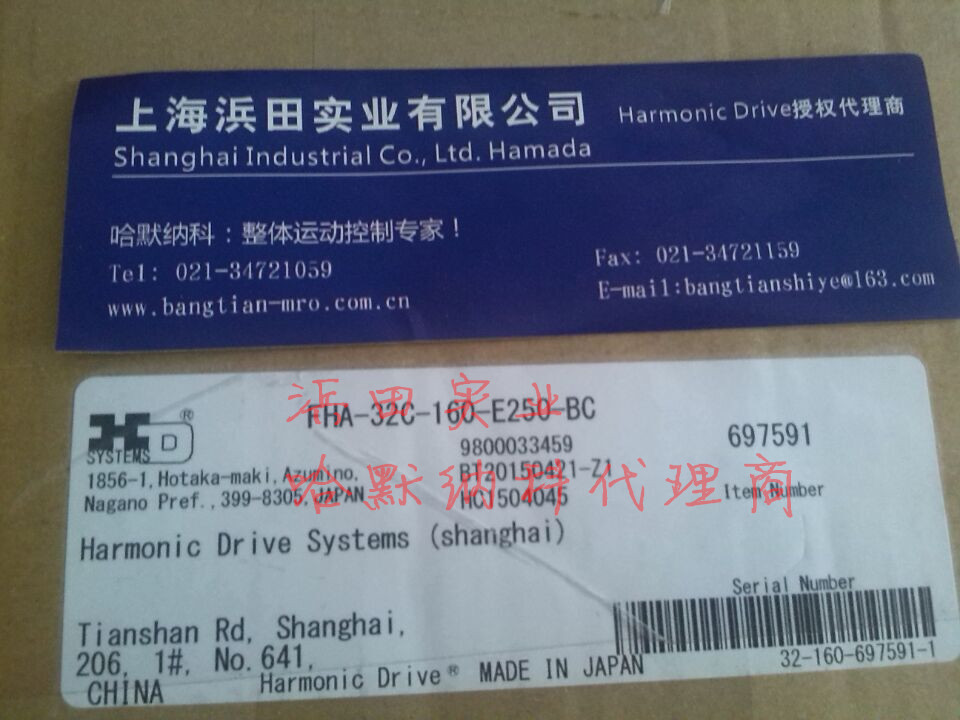 上海浜田实业有限公司 Harmonic Drive授权代理商
Shanghai Industrial Co., Ltd. Hamada
哈默纳科：整体运动控制专家！
Tel: 021-34721059
Fax: 021-34721159
www.bangtian-mro.com.cn
E-mail:bangtianshiye@163.com
浜田实业
哈默纳科代理商
FHA-32C-160-E250-BC
9800033459
697591
D ®
SYSTEMS
BT20150421-Z1
1856-1, Hotaka-maki, Azumino,
HC1504045
Item Number
Nagano Pref., 399-8305, JAPAN
Harmonic Drive Systems (shanghai)
Serial Number
Tianshan Rd, Shanghai,
206, 1#, No.641,
32-160-697591-1
CHINA
Harmonic Drive® MADE IN JAPAN